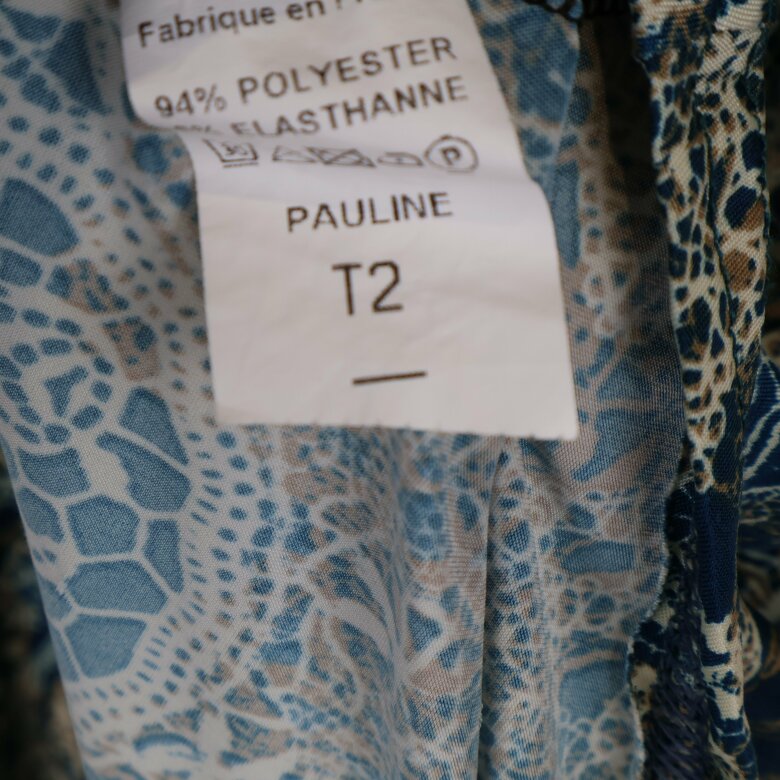 Fabrique en
94% POLYESTER
ELASTHANNE
P
PAULINE
T2